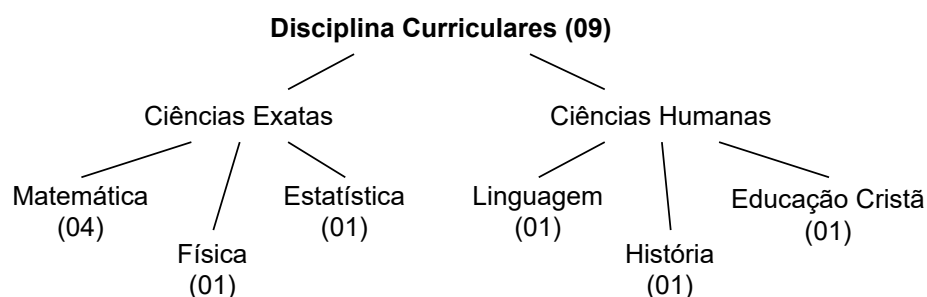 Disciplina Curriculares (09)
Ciências Exatas
Ciências Humanas
Matemática
(04)
Física
(01)
Estatística
(01)
Linguagem
(01)
História
(01)
Educação Cristã
(01)